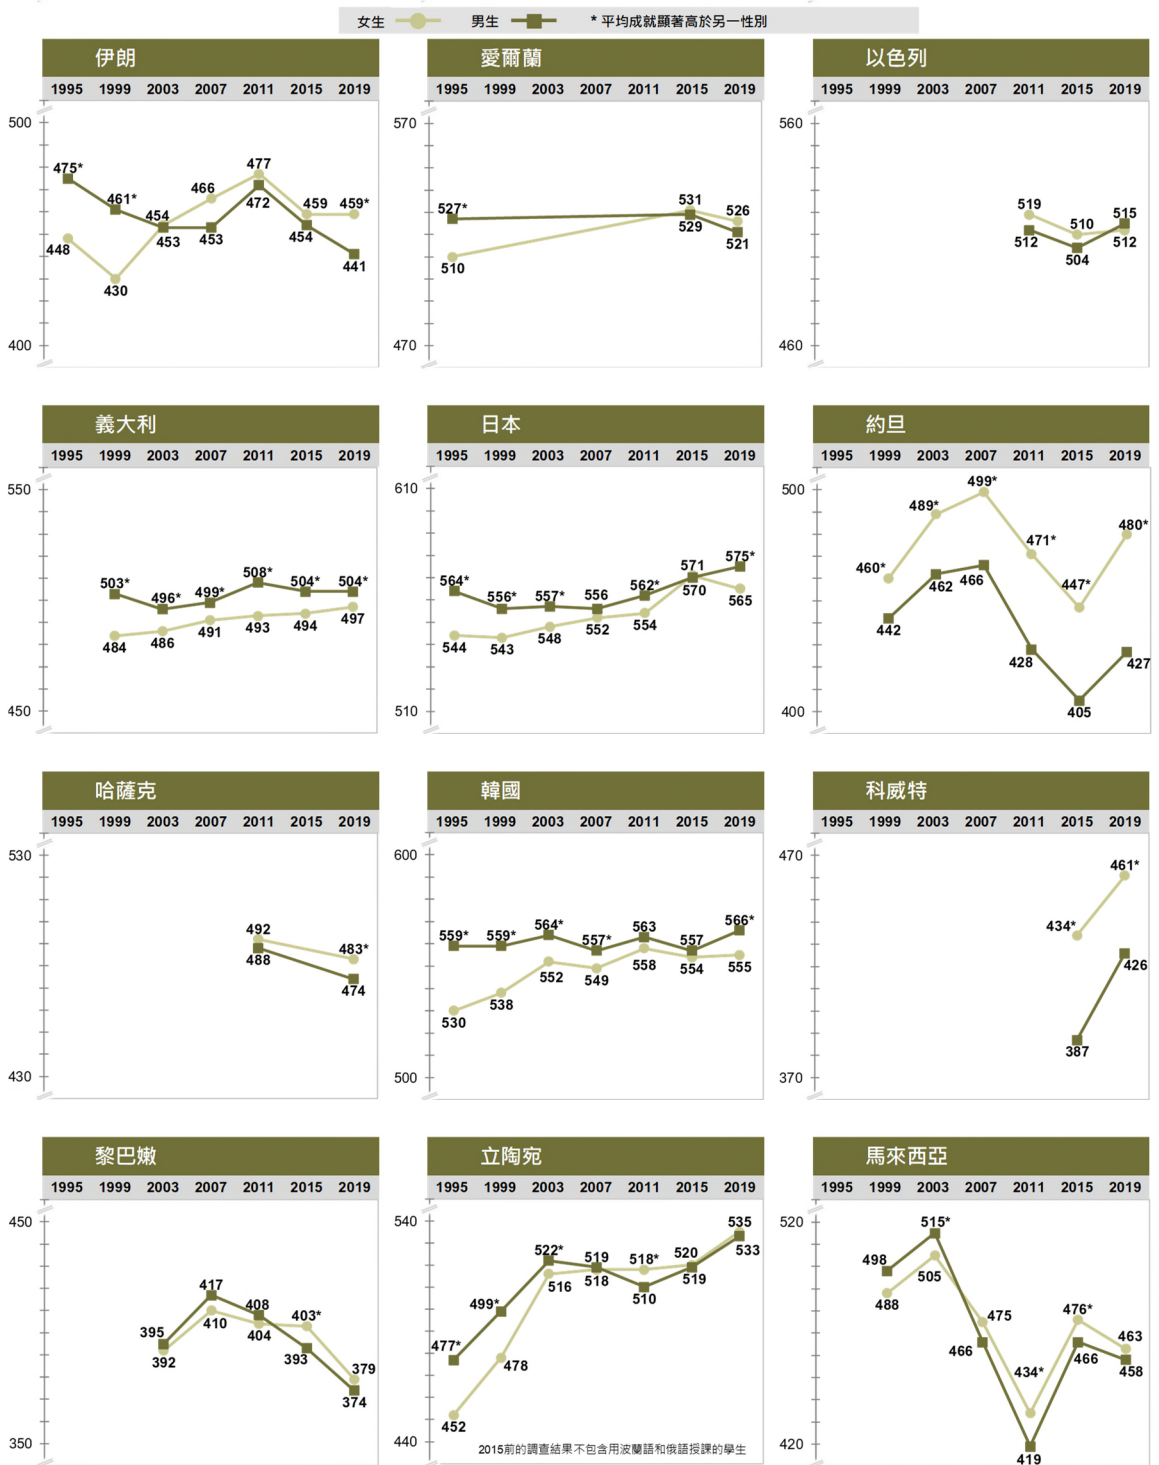 女生 男生 * 平均成就顯著高於另一性別
伊朗 愛爾蘭 以色列
1995 1999 2003 2007 2011 2015 2019 1995 1999 2003 2007 2011 2015 2019 1995 1999 2003 2007 2011 2015 2019
500 570 560
475* 461* 454 466 477 459 459*
448 430 453 453 472 454 441
527* 531 526
510 529 521
519 510 515
512 504 512
400 470 460
義大利 日本 約旦
1995 1999 2003 2007 2011 2015 2019 1995 1999 2003 2007 2011 2015 2019 1995 1999 2003 2007 2011 2015 2019
550 610 500
503* 496* 499* 508* 504* 504*
484 486 491 493 494 497
564* 556* 557* 556 562* 571 575*
544 543 548 552 554 570 565
460* 489* 499* 471* 447* 480*
442 462 466 428 405 427
450 510 400
哈薩克 韓國 科威特
1995 1999 2003 2007 2011 2015 2019 1995 1999 2003 2007 2011 2015 2019 1995 1999 2003 2007 2011 2015 2019
530 600 470
492 483*
488 474
559* 559* 564* 557* 563 557 566*
530 538 552 549 558 554 555
434* 461*
387 426
430 500 370
黎巴嫩 立陶宛 馬來西亞
1995 1999 2003 2007 2011 2015 2019 1995 1999 2003 2007 2011 2015 2019 1995 1999 2003 2007 2011 2015 2019
450 540 520
395 417 408 403* 379
392 410 404 393 374
477* 499* 522* 519 518* 520 535
452 478 516 518 510 519 533
498 515* 475 434* 476* 463
488 505 466 419 466 458
350 440 420
2015前的調查結果不包含用波蘭語和俄語授課的學生